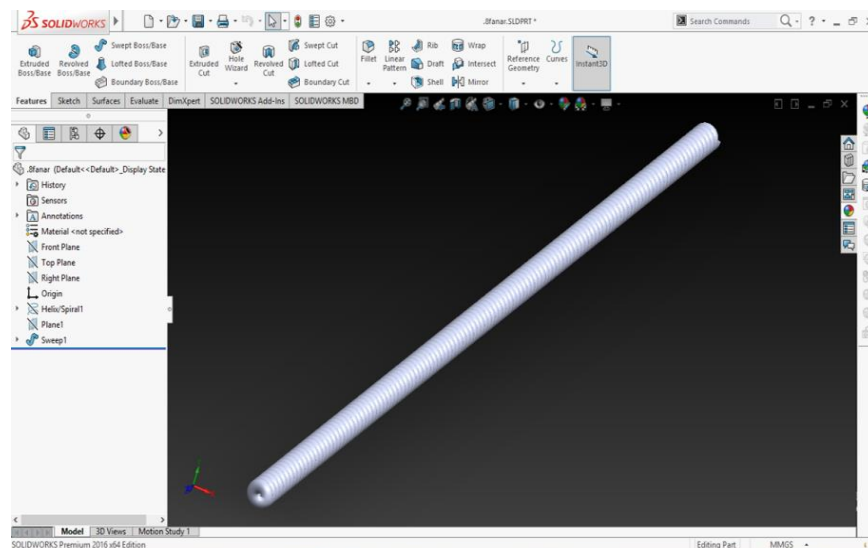 SOLIDWORKS
.8fanar.SLDPRT *
Search Commands
Extruded Boss/Base
Revolved Boss/Base
Swept Boss/Base
Lofted Boss/Base
Boundary Boss/Base
Extruded Cut
Hole Wizard
Revolved Cut
Swept Cut
Lofted Cut
Boundary Cut
Fillet
Linear Pattern
Rib
Draft
Shell
Wrap
Intersect
Mirror
Reference Geometry
Curves
Instant3D
Features Sketch Surfaces Evaluate DimXpert SOLIDWORKS Add-Ins SOLIDWORKS MBD
.8fanar (Default<<Default>_Display State
History
Sensors
Annotations
Material <not specified>
Front Plane
Top Plane
Right Plane
Origin
Helix/Spiral1
Plane1
Sweep1
Model 3D Views Motion Study 1
SOLIDWORKS Premium 2016 x64 Edition Editing Part MMGS